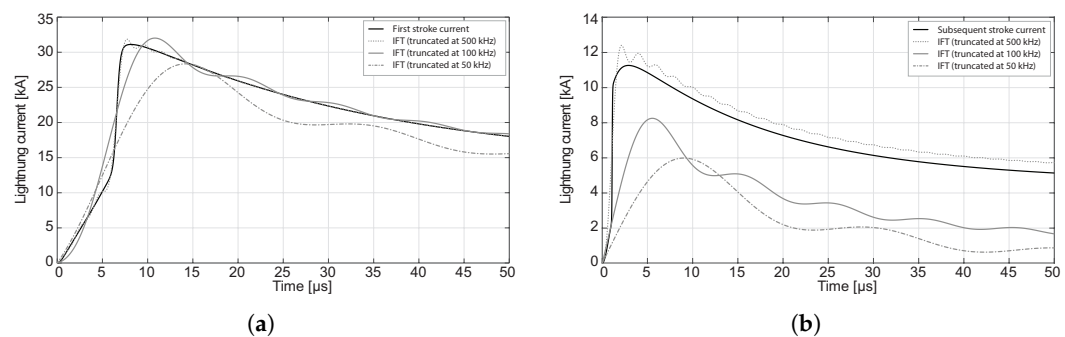 35
30
25
20
15
10
5
0
Lightnung current [kA]
First stroke current
IFT (truncated at 500 kHz)
IFT (truncated at 100 kHz)
IFT (truncated at 50 kHz)
0 5 10 15 20 25 30 35 40 45 50
Time [µs]
(a)
14
12
10
8
6
4
2
0
Lightnung current [kA]
Subsequent stroke current
IFT (truncated at 500 kHz)
IFT (truncated at 100 kHz)
IFT (truncated at 50 kHz)
0 5 10 15 20 25 30 35 40 45 50
Time [µs]
(b)